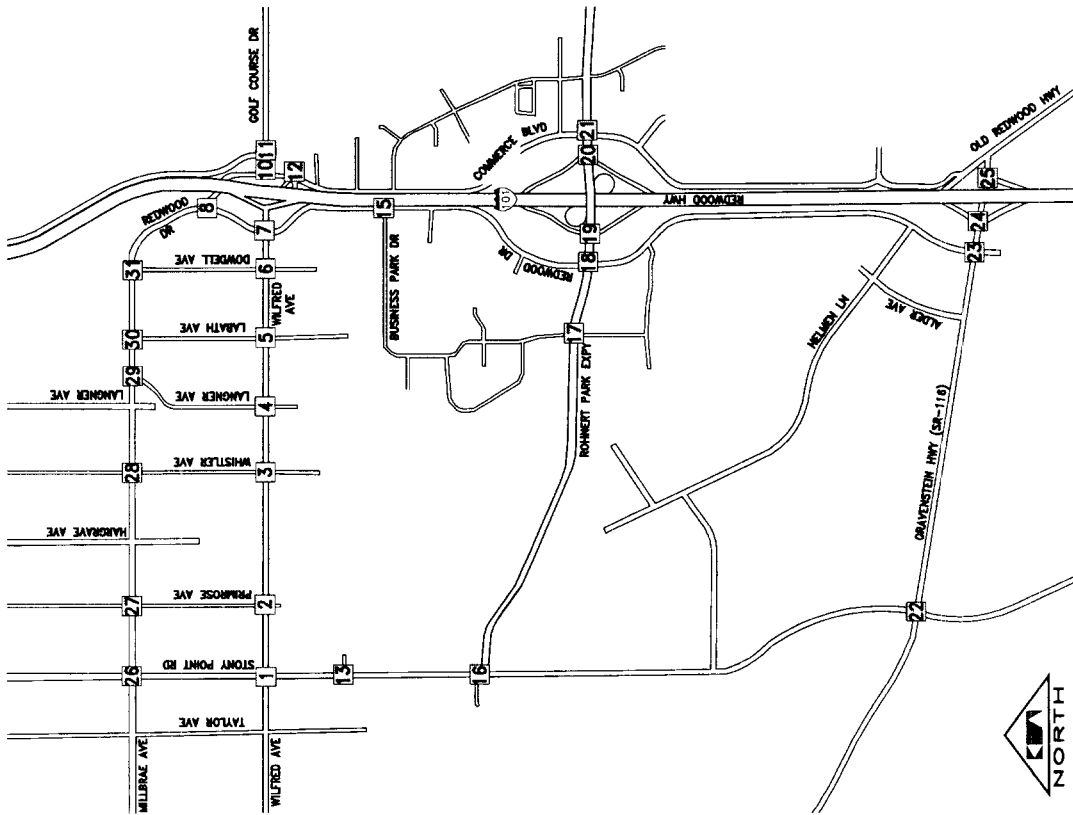 GOLF COURSE DR
10
11
12
REDWOOD
DR
8
7
31
DOWDELL AVE
6
WILFRED
AVE
30
LABATH AVE
5
29
LANGNER AVE
LANGNER AVE
4
28
WHISTLER AVE
3
HARGRAVE AVE
27
PRIMROSE AVE
2
26
STONY POINT RD
1
TAYLOR AVE
MILLBRAE AVE
WILFRED AVE
13
15
BUSINESS PARK DR
COMMERCE BLVD
101
REDWOOD HWY
20
21
19
18
REDWOOD DR
17
ROHNERT PARK EXPY
16
OLD REDWOOD HWY
25
24
23
HELMEN LN
ALDER AVE
GRAVENSTEIN HWY (SR-116)
22
NORTH